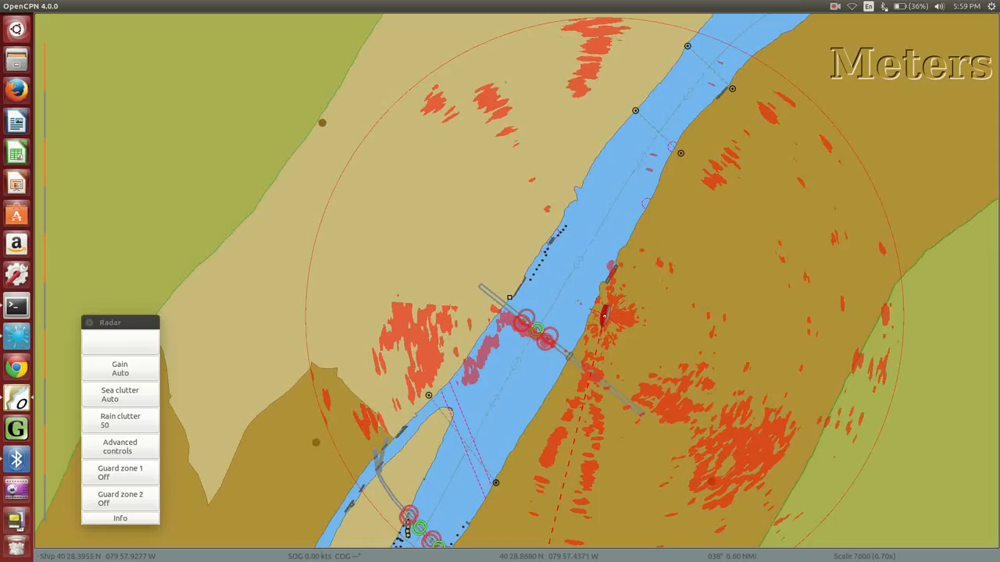 OpenCPN 4.0.0
En
(36%)
5:59 PM
Meters
Radar
Gain
Auto
Sea clutter
Auto
Rain clutter
50
Advanced
controls
Guard zone 1
Off
Guard zone 2
Off
Info
Ship 40 28.3955 N 079 57.9277 W
SOG 0.00 kts COG ---°
40 28.8680 N 079 57.4371 W
038° 0.60 NMI
Scale 7600 (0.70x)